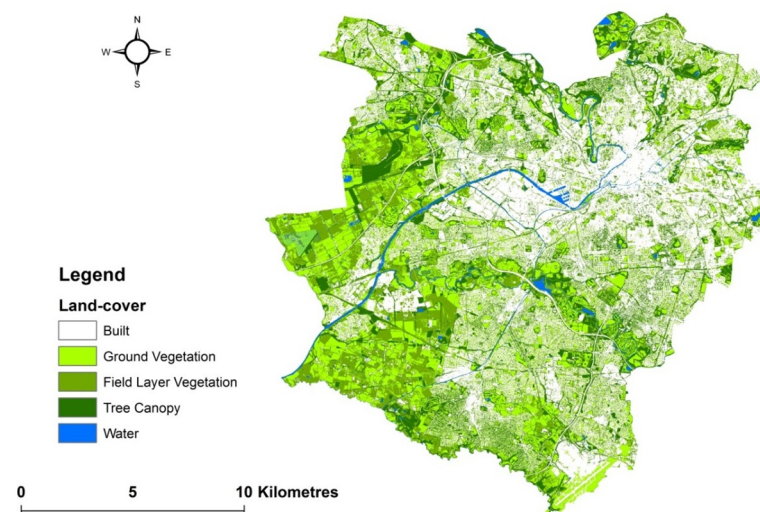 N
W E
S
Legend
Land-cover
Built
Ground Vegetation
Field Layer Vegetation
Tree Canopy
Water
0 5 10 Kilometres